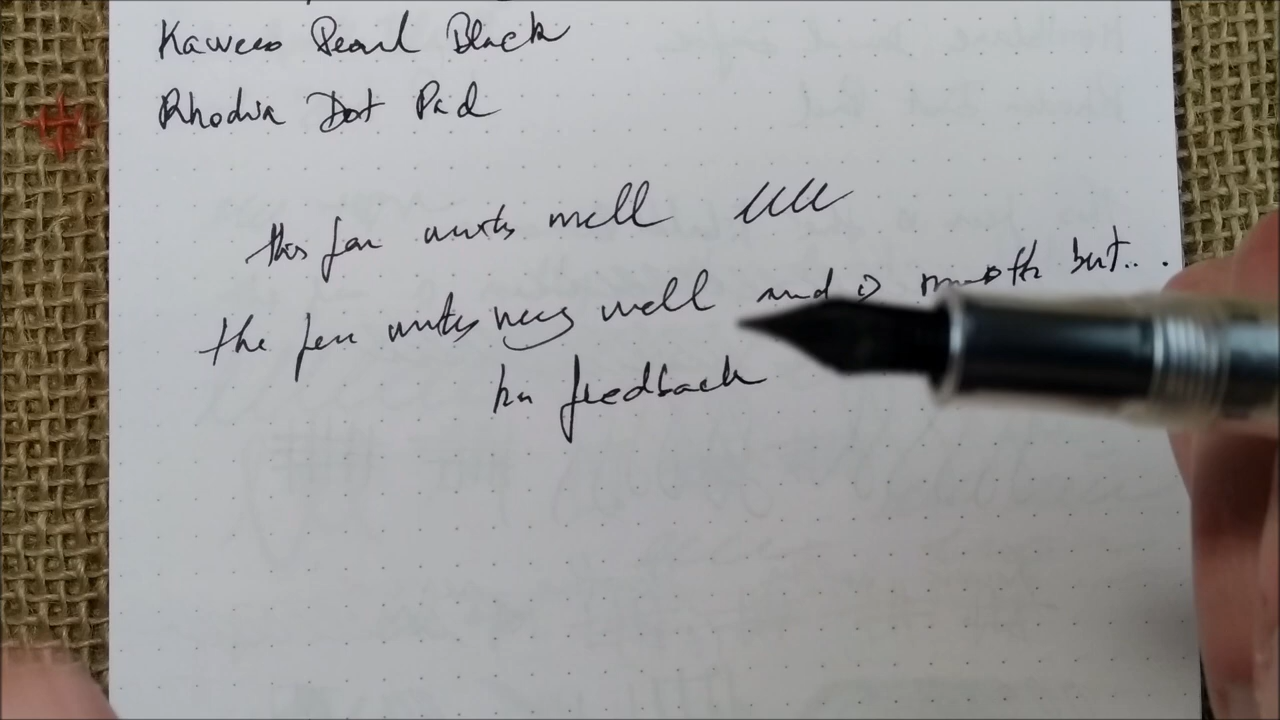 Kaweco Pearl Black
Rhodia Dot Pad
this pen writes well
the pen writes very well and is smooth but...
has feedback